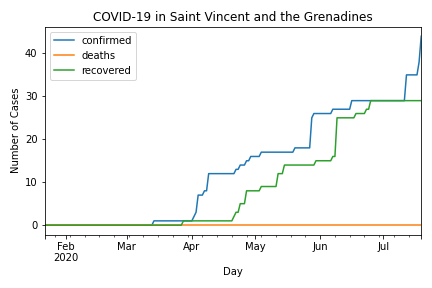 COVID-19 in Saint Vincent and the Grenadines
confirmed
deaths
recovered
Number of Cases
40
30
20
10
0
Feb
2020
Mar
Apr
May
Jun
Jul
Day